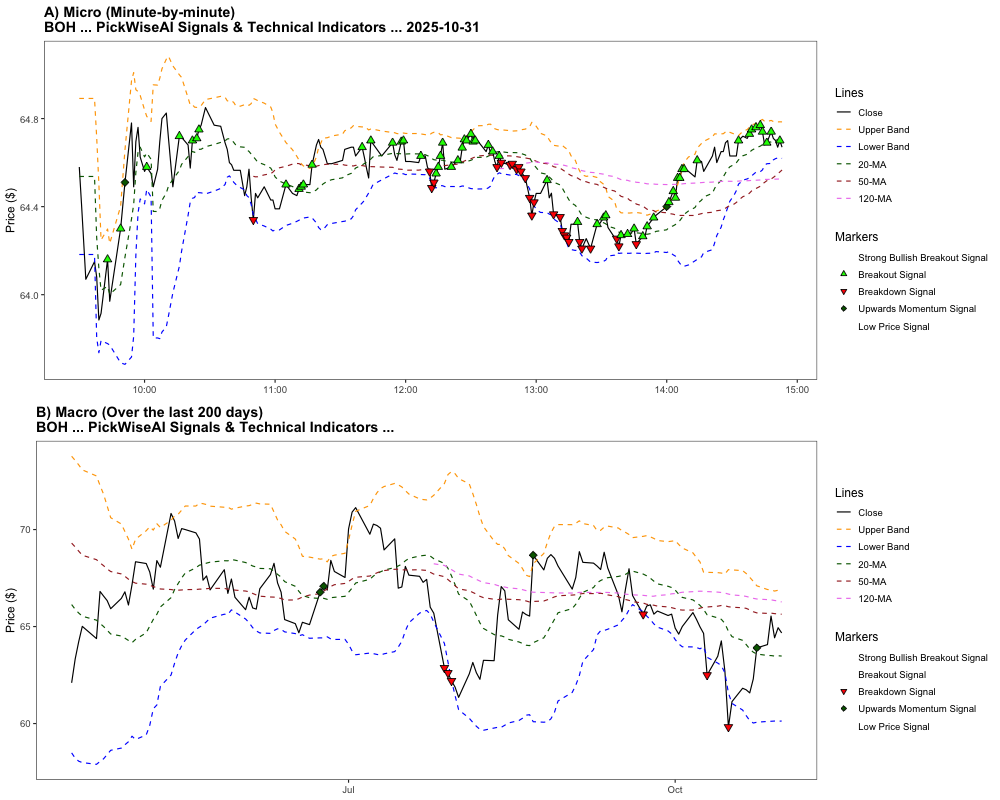 A) Micro (Minute-by-minute)
BOH ... PickWiseAI Signals & Technical Indicators ... 2025-10-31
Price ($)
64.8
64.4
64.0
10:00
11:00
12:00
13:00
14:00
15:00
Lines
Close
Upper Band
Lower Band
20-MA
50-MA
120-MA
Markers
Strong Bullish Breakout Signal
Breakout Signal
Breakdown Signal
Upwards Momentum Signal
Low Price Signal
B) Macro (Over the last 200 days)
BOH ... PickWiseAI Signals & Technical Indicators ...
Price ($)
70
65
60
Jul
Oct
Lines
Close
Upper Band
Lower Band
20-MA
50-MA
120-MA
Markers
Strong Bullish Breakout Signal
Breakout Signal
Breakdown Signal
Upwards Momentum Signal
Low Price Signal